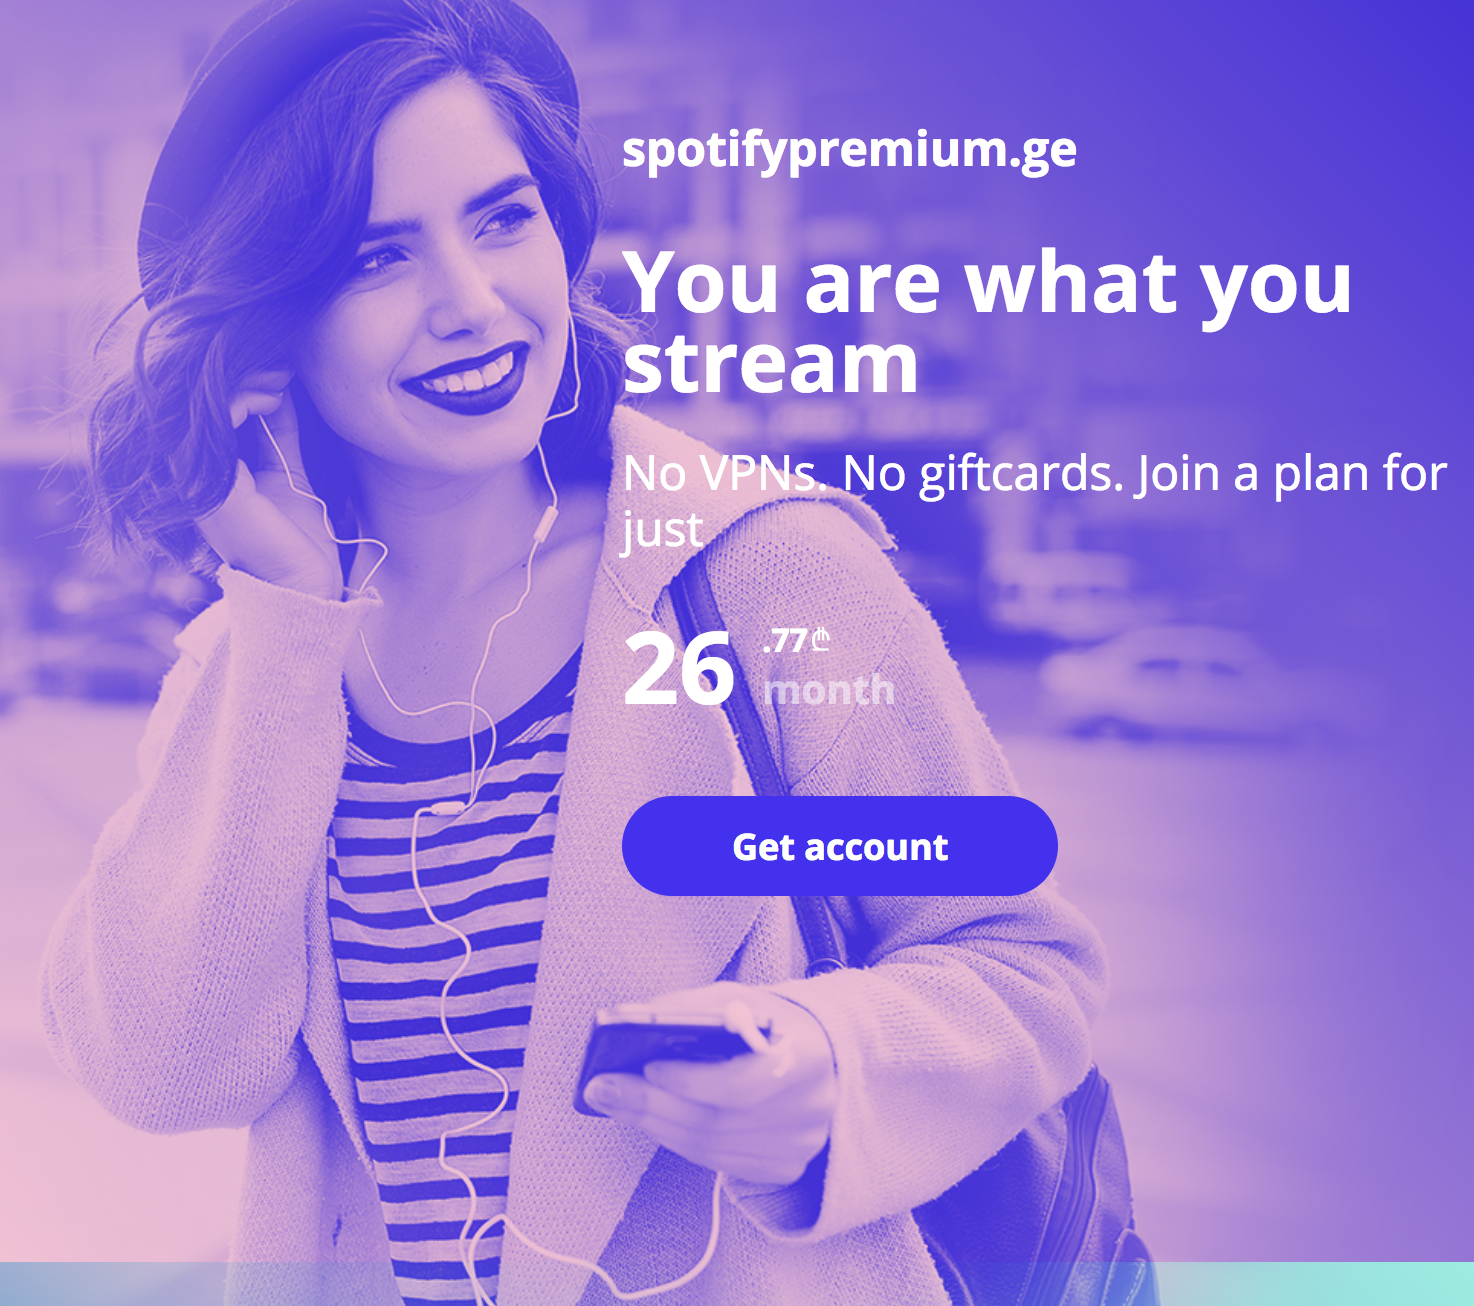 spotifypremium.ge
You are what you
stream
No VPNs. No giftcards. Join a plan for
just
26 .77₾
month
Get account